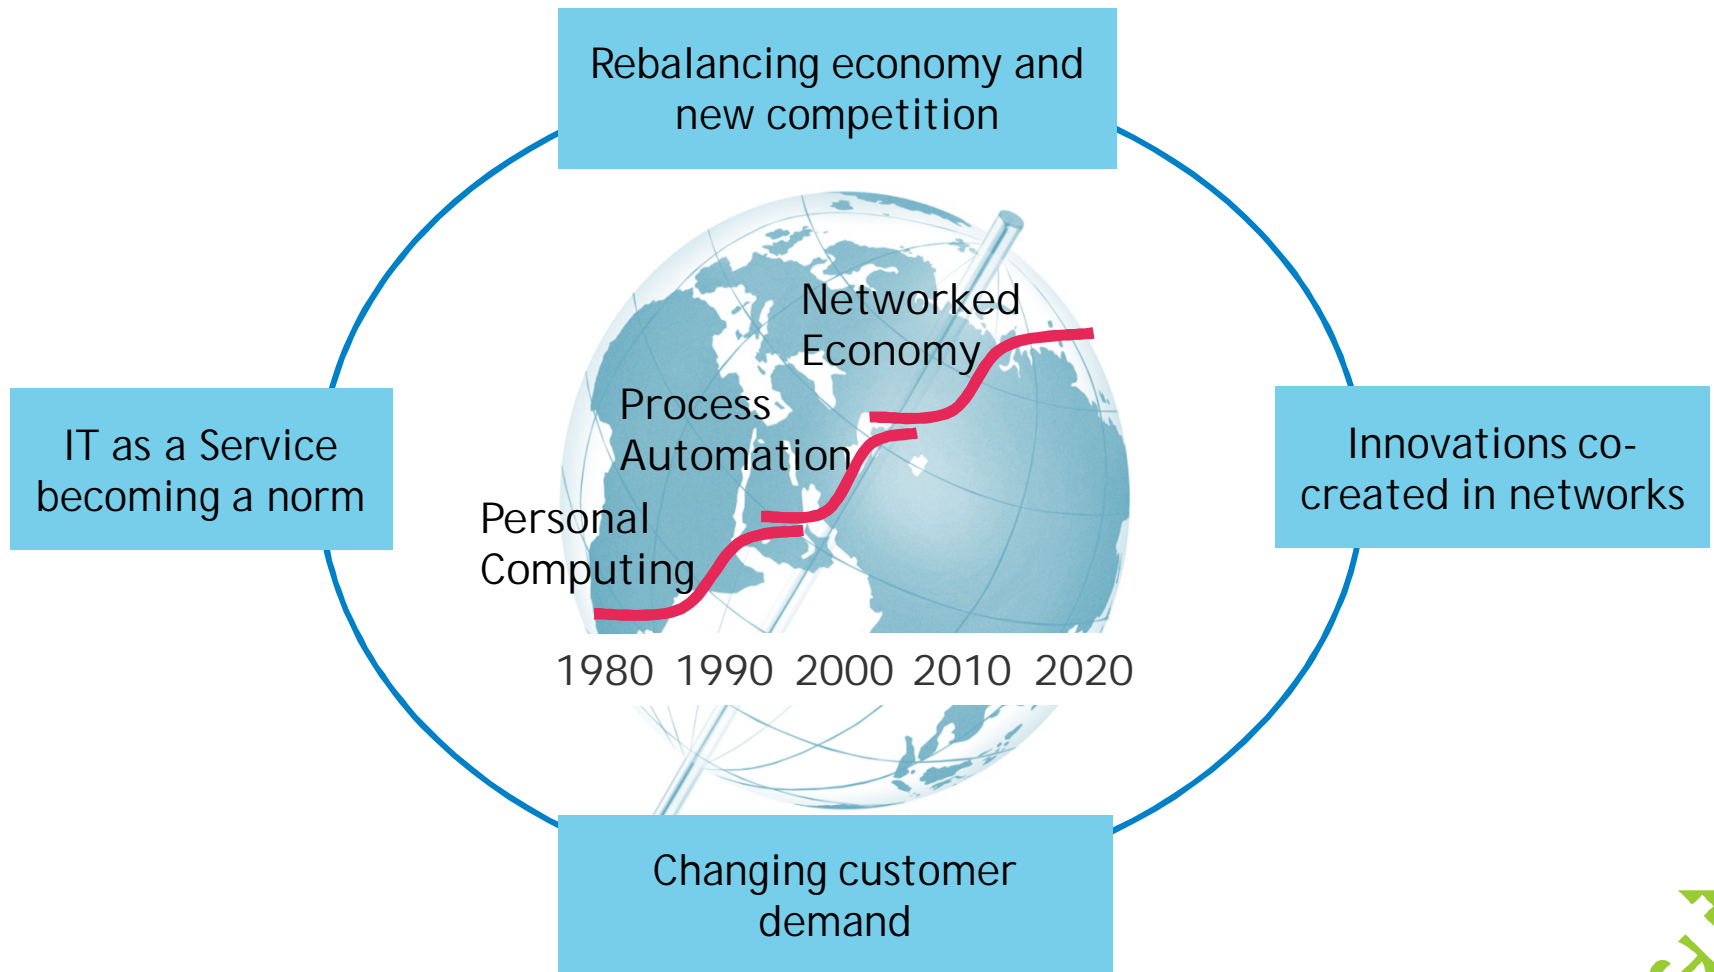 Rebalancing economy and
new competition
Networked
Economy
Process
Automation
Personal
Computing
1980 1990 2000 2010 2020
IT as a Service
becoming a norm
Innovations co-
created in networks
Changing customer
demand